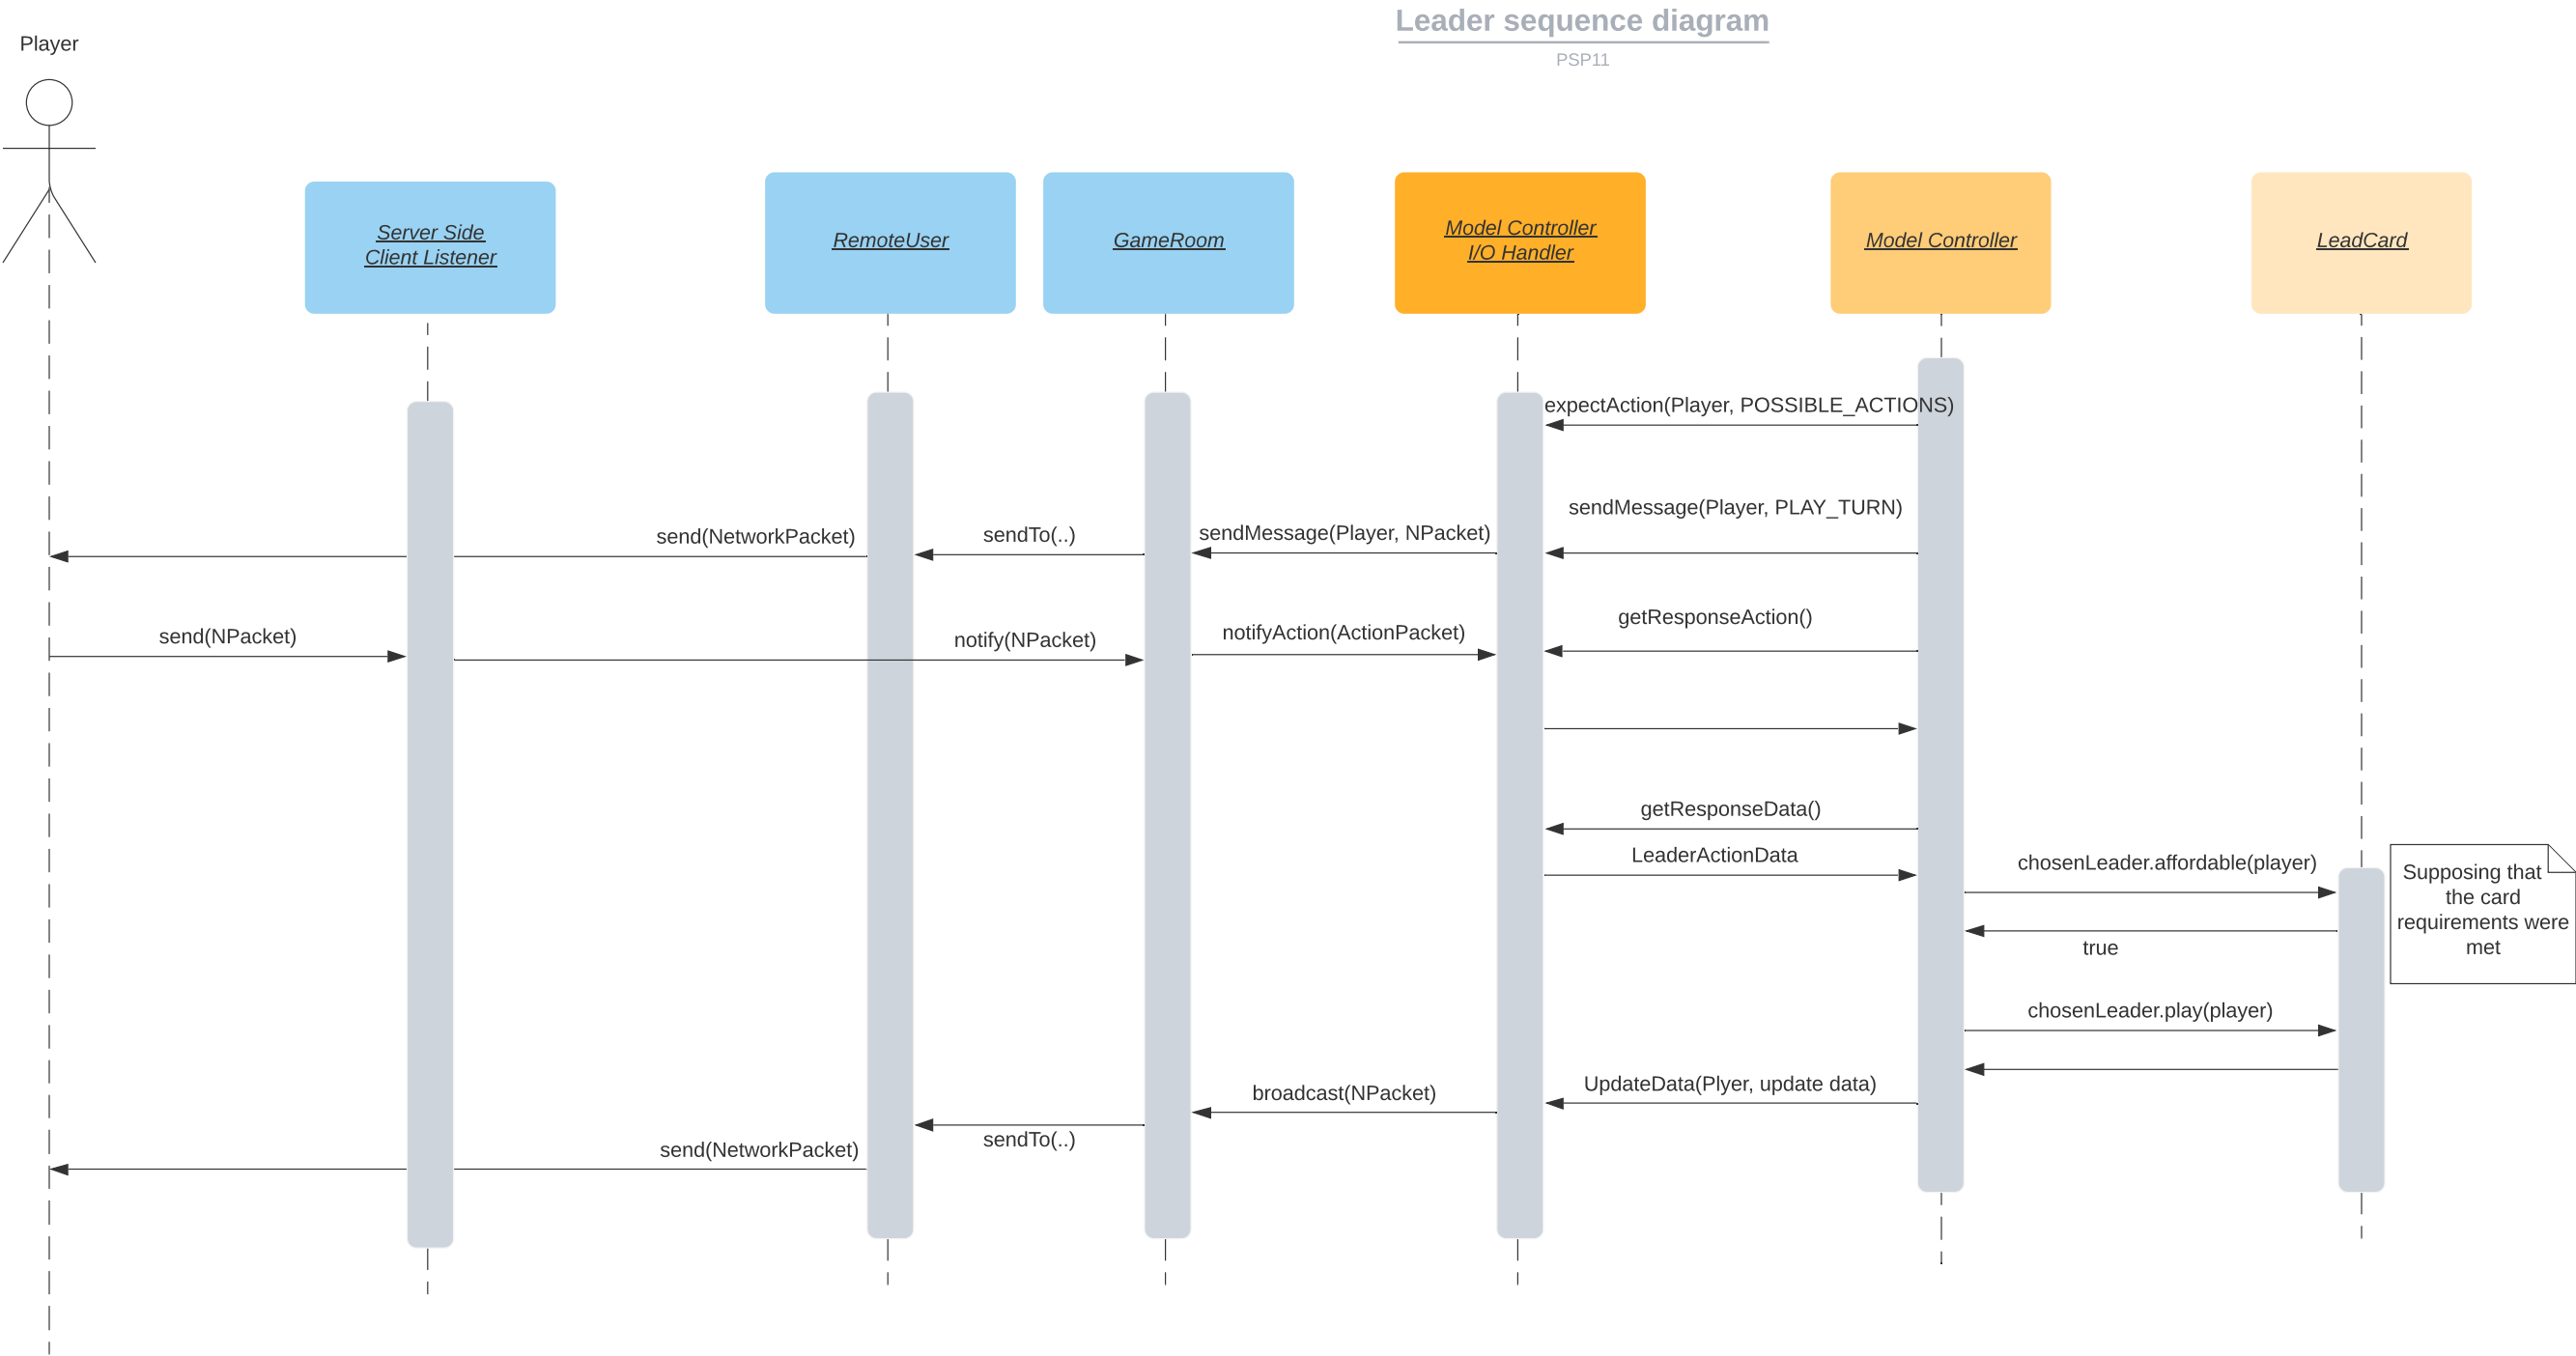 Leader sequence diagram
PSP11
Player
Server Side
Client Listener
RemoteUser
GameRoom
Model Controller
I/O Handler
Model Controller
LeadCard
expectAction(Player, POSSIBLE_ACTIONS)
sendMessage(Player, PLAY_TURN)
sendMessage(Player, NPacket)
sendTo(..)
send(NetworkPacket)
send(NPacket)
notify(NPacket)
notifyAction(ActionPacket)
getResponseAction()
getResponseData()
LeaderActionData
chosenLeader.affordable(player)
Supposing that
the card
requirements were
met
true
chosenLeader.play(player)
UpdateData(Plyer, update data)
broadcast(NPacket)
sendTo(..)
send(NetworkPacket)